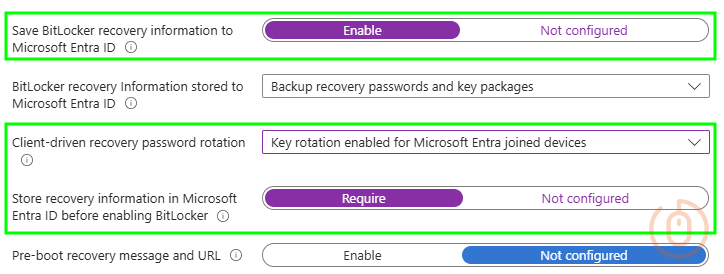 Save BitLocker recovery information to
Microsoft Entra ID
Enable
Not configured
BitLocker recovery Information stored to
Microsoft Entra ID
Backup recovery passwords and key packages
Client-driven recovery password rotation
Key rotation enabled for Microsoft Entra joined devices
Store recovery information in Microsoft
Entra ID before enabling BitLocker
Require
Not configured
Pre-boot recovery message and URL
Enable
Not configured